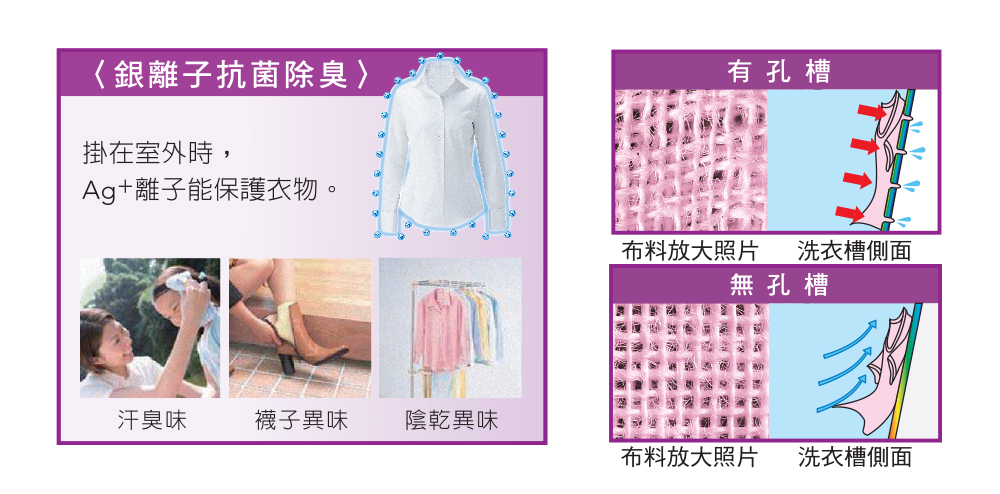 〈銀離子抗菌除臭〉
掛在室外時，
Ag⁺離子能保護衣物。
汗臭味
襪子異味
陰乾異味
有孔槽
布料放大照片
洗衣槽側面
無孔槽
布料放大照片
洗衣槽側面